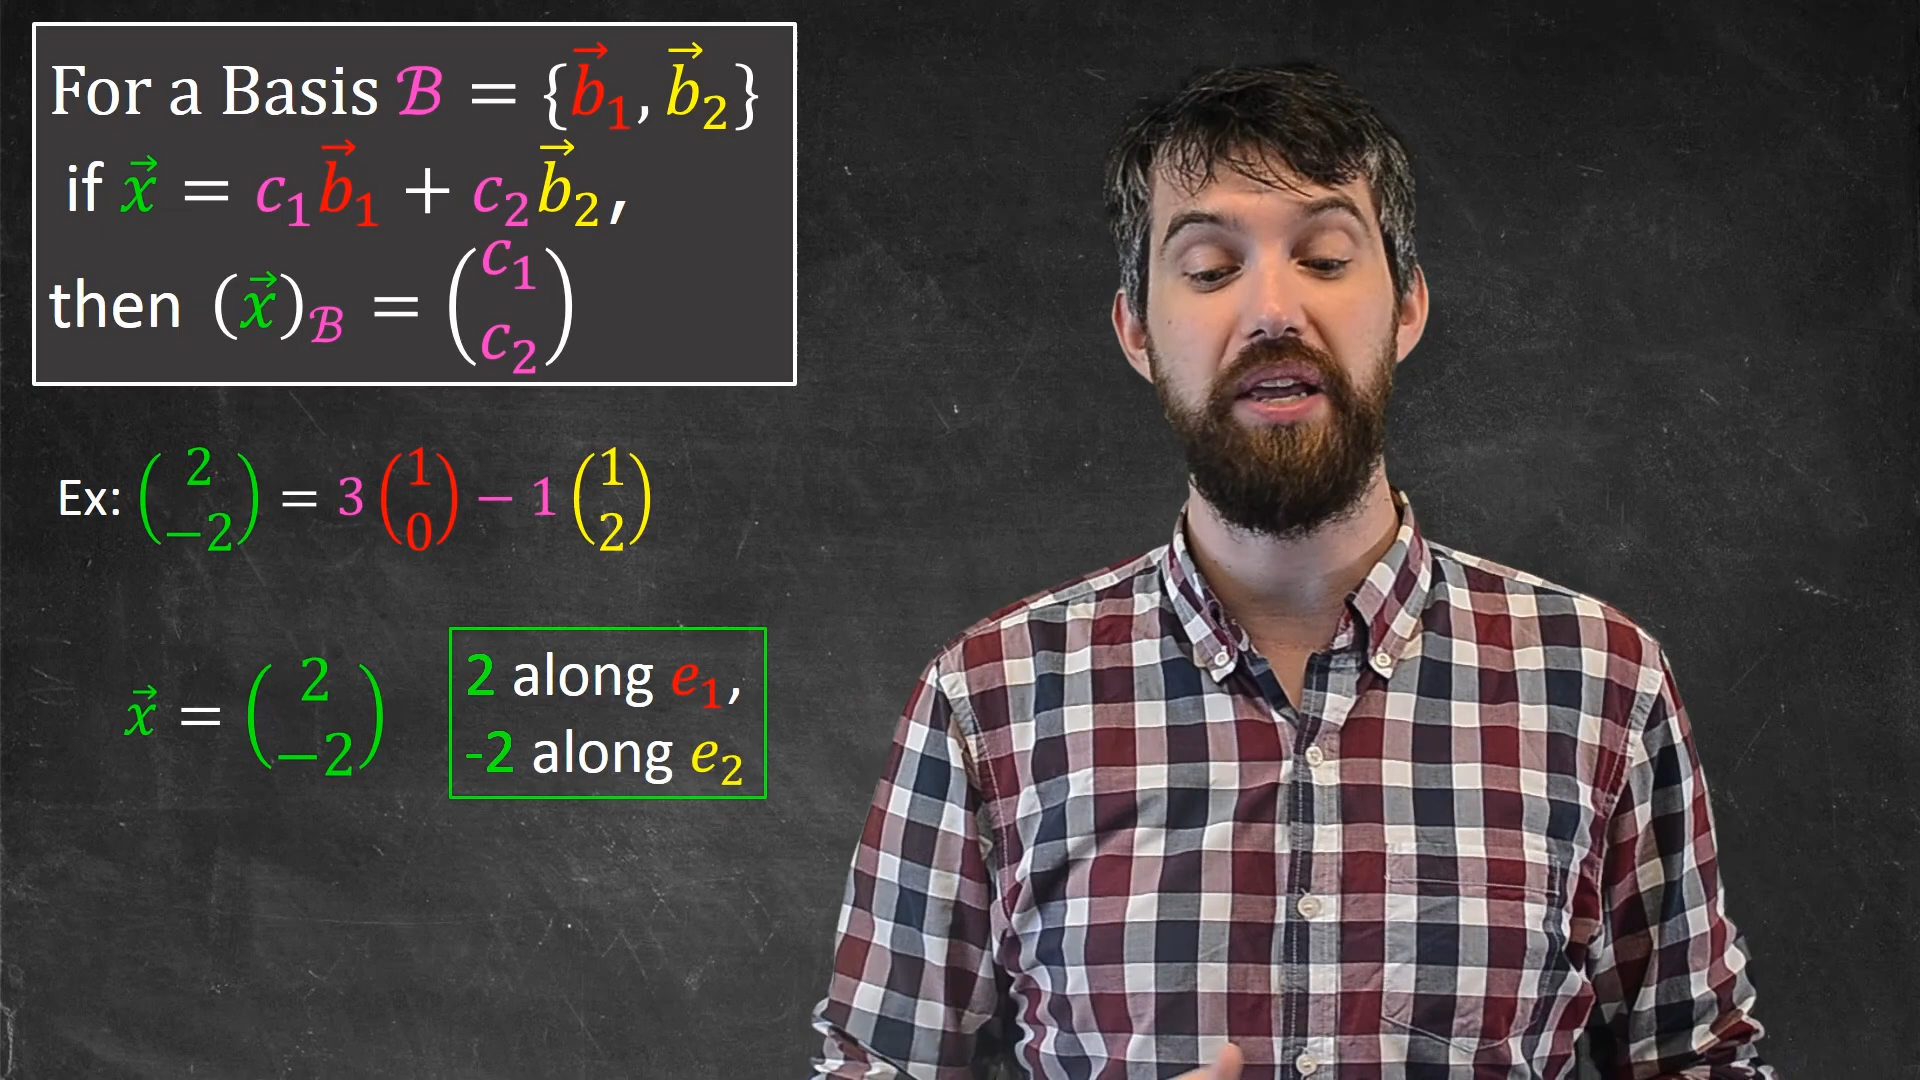 For a Basis ℬ = {b⃗₁, b⃗₂}
if x⃗ = c₁b⃗₁ + c₂b⃗₂,
then (x⃗)ℬ = (c₁ c₂)
Ex: (2 −2) = 3 (1 0) − 1 (1 2)
x⃗ = (2 −2)
2 along e₁,
-2 along e₂